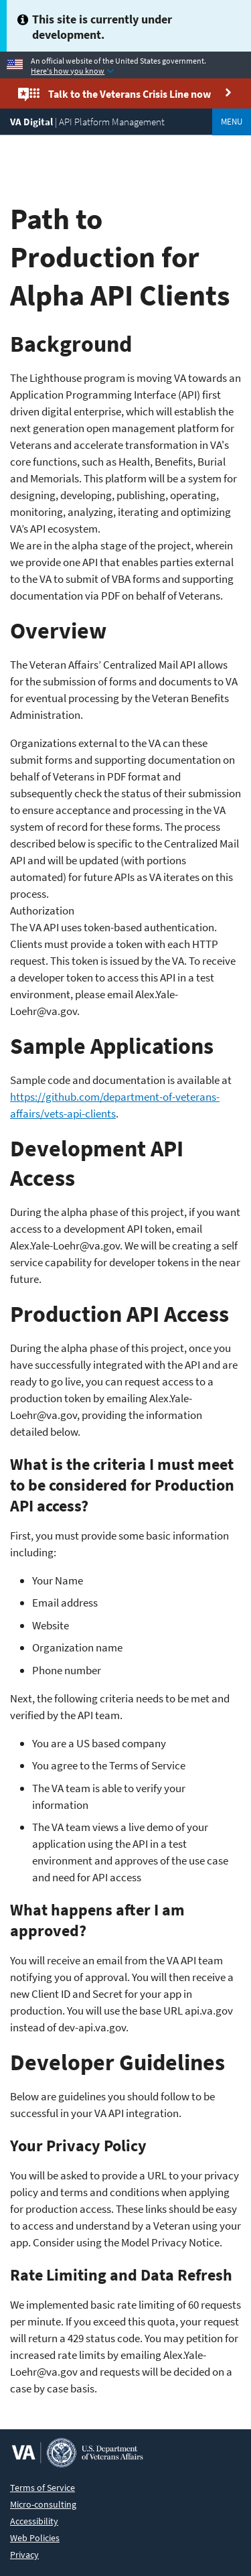 This site is currently under
development.
An official website of the United States government.
Here's how you know
Talk to the Veterans Crisis Line now
VA Digital | API Platform Management
MENU
Path to
Production for
Alpha API Clients
Background
The Lighthouse program is moving VA towards an
Application Programming Interface (API) first
driven digital enterprise, which will establish the
next generation open management platform for
Veterans and accelerate transformation in VA's
core functions, such as Health, Benefits, Burial
and Memorials. This platform will be a system for
designing, developing, publishing, operating,
monitoring, analyzing, iterating and optimizing
VA's API ecosystem.
We are in the alpha stage of the project, wherein
we provide one API that enables parties external
to the VA to submit of VBA forms and supporting
documentation via PDF on behalf of Veterans.
Overview
The Veteran Affairs' Centralized Mail API allows
for the submission of forms and documents to VA
for eventual processing by the Veteran Benefits
Administration.
Organizations external to the VA can these
submit forms and supporting documentation on
behalf of Veterans in PDF format and
subsequently check the status of their submission
to ensure acceptance and processing in the VA
system of record for these forms. The process
described below is specific to the Centralized Mail
API and will be updated (with portions
automated) for future APIs as VA iterates on this
process.
Authorization
The VA API uses token-based authentication.
Clients must provide a token with each HTTP
request. This token is issued by the VA. To receive
a developer token to access this API in a test
environment, please email Alex.Yale-
Loehr@va.gov.
Sample Applications
Sample code and documentation is available at
https://github.com/department-of-veterans-
affairs/vets-api-clients.
Development API
Access
During the alpha phase of this project, if you want
access to a development API token, email
Alex.Yale-Loehr@va.gov. We will be creating a self
service capability for developer tokens in the near
future.
Production API Access
During the alpha phase of this project, once you
have successfully integrated with the API and are
ready to go live, you can request access to a
production token by emailing Alex.Yale-
Loehr@va.gov, providing the information
detailed below.
What is the criteria I must meet
to be considered for Production
API access?
First, you must provide some basic information
including:
• Your Name
• Email address
• Website
• Organization name
• Phone number
Next, the following criteria needs to be met and
verified by the API team.
• You are a US based company
• You agree to the Terms of Service
• The VA team is able to verify your
information
• The VA team views a live demo of your
application using the API in a test
environment and approves of the use case
and need for API access
What happens after I am
approved?
You will receive an email from the VA API team
notifying you of approval. You will then receive a
new Client ID and Secret for your app in
production. You will use the base URL api.va.gov
instead of dev-api.va.gov.
Developer Guidelines
Below are guidelines you should follow to be
successful in your VA API integration.
Your Privacy Policy
You will be asked to provide a URL to your privacy
policy and terms and conditions when applying
for production access. These links should be easy
to access and understand by a Veteran using your
app. Consider using the Model Privacy Notice.
Rate Limiting and Data Refresh
We implemented basic rate limiting of 60 requests
per minute. If you exceed this quota, your request
will return a 429 status code. You may petition for
increased rate limits by emailing Alex.Yale-
Loehr@va.gov and requests will be decided on a
case by case basis.
VA
U.S. Department
of Veterans Affairs
Terms of Service
Micro-consulting
Accessibility
Web Policies
Privacy